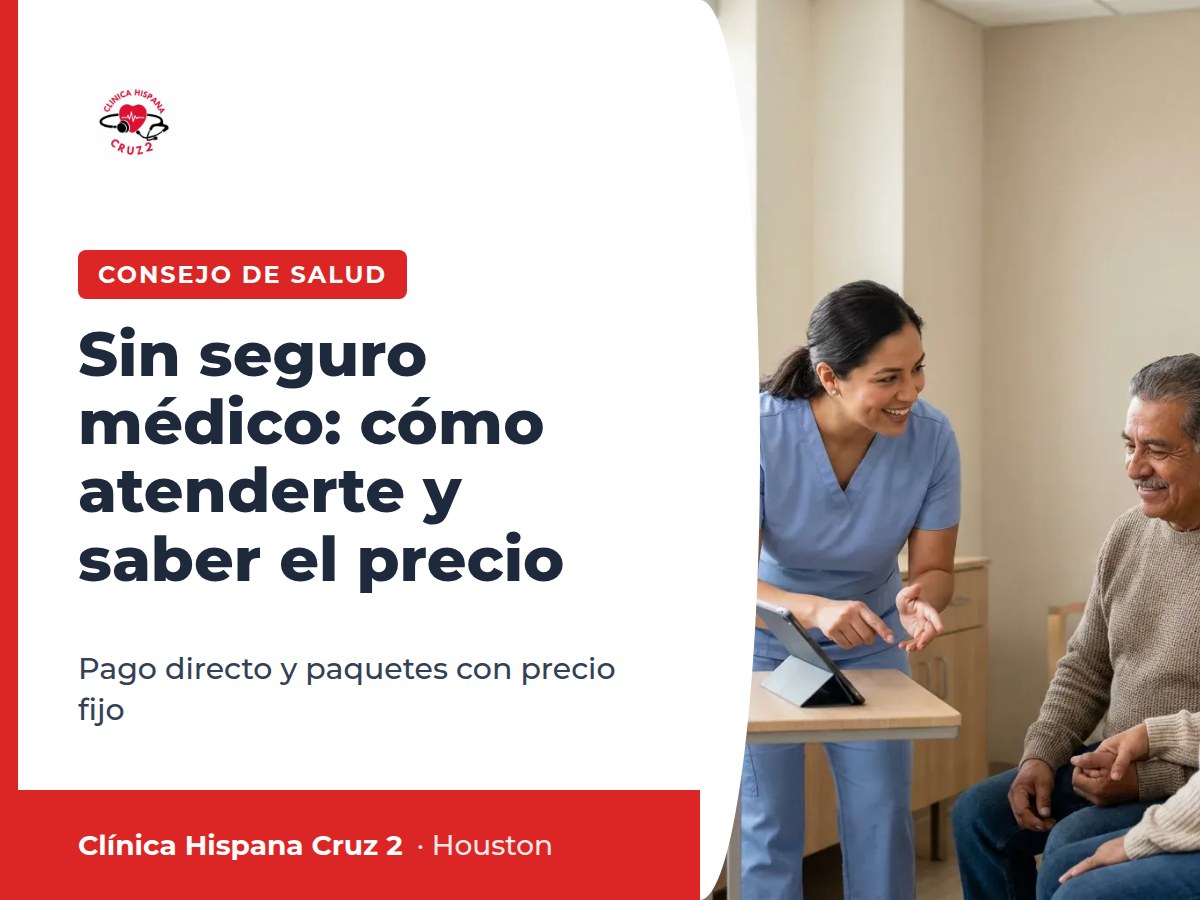 CLINICA HISPANA
CRUZ 2
CONSEJO DE SALUD
Sin seguro
médico: cómo
atenderte y
saber el precio
Pago directo y paquetes con precio
fijo
Clínica Hispana Cruz 2 · Houston